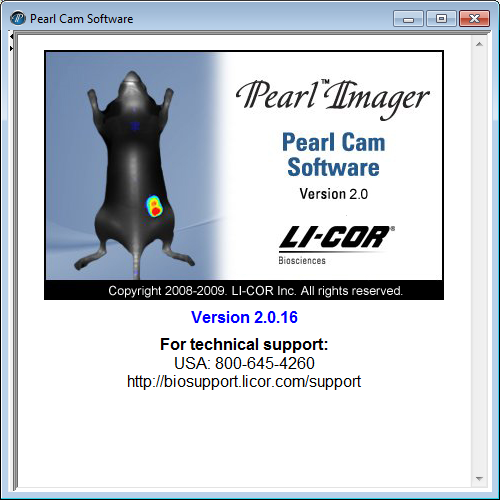 Pearl Cam Software
Pearl™ Imager
Pearl Cam
Software
Version 2.0
LI-COR®
Biosciences
Copyright 2008-2009. LI-COR Inc. All rights reserved.
Version 2.0.16
For technical support:
USA: 800-645-4260
http://biosupport.licor.com/support